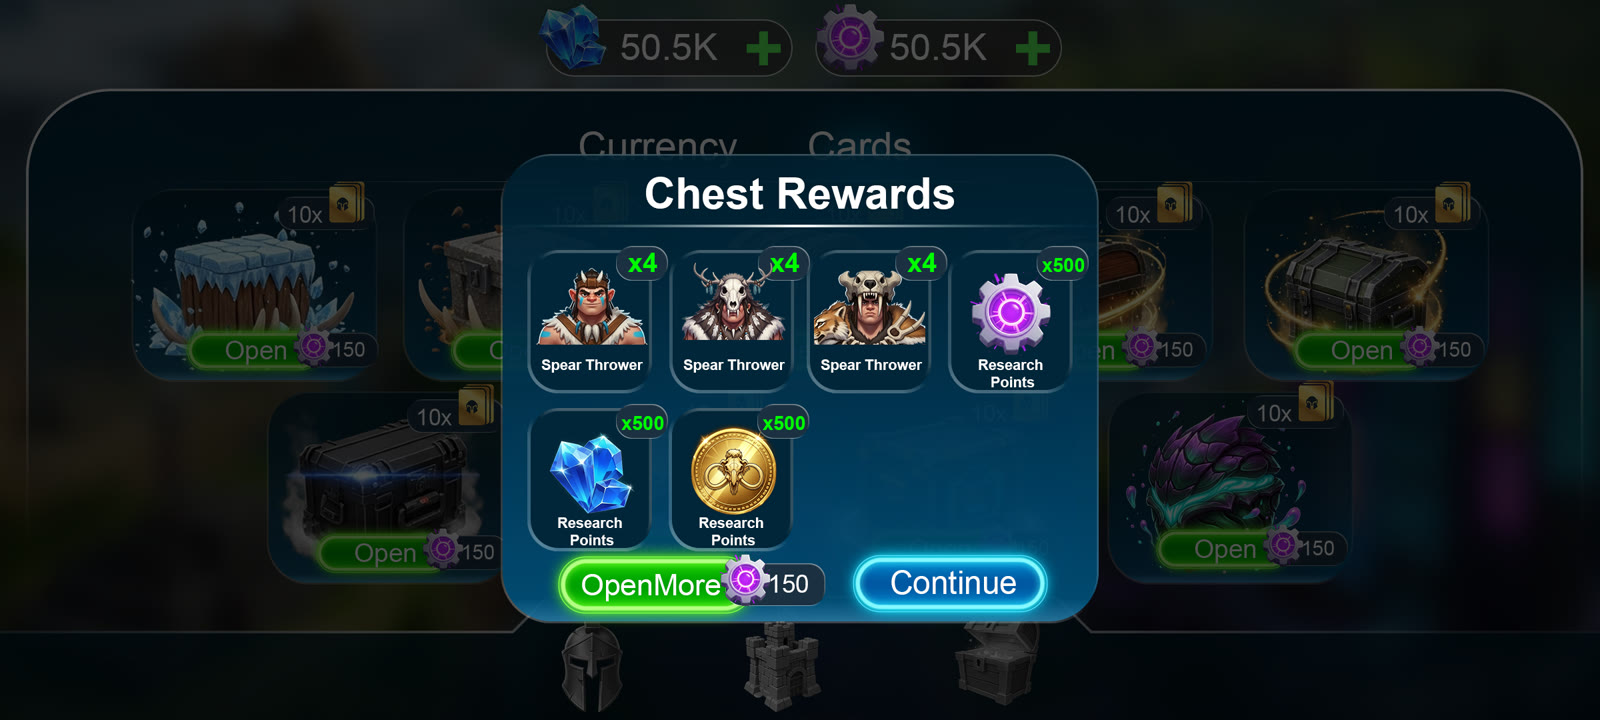 50.5K
50.5K
Currency
Cards
Chest Rewards
10x
10x
10x
10x
x4
x4
x4
x500
Spear Thrower
Spear Thrower
Spear Thrower
Research
Points
Open
150
150
Open
150
10x
10x
10x
x500
x500
Research
Points
Research
Points
Open
150
Open
150
OpenMore
150
Continue